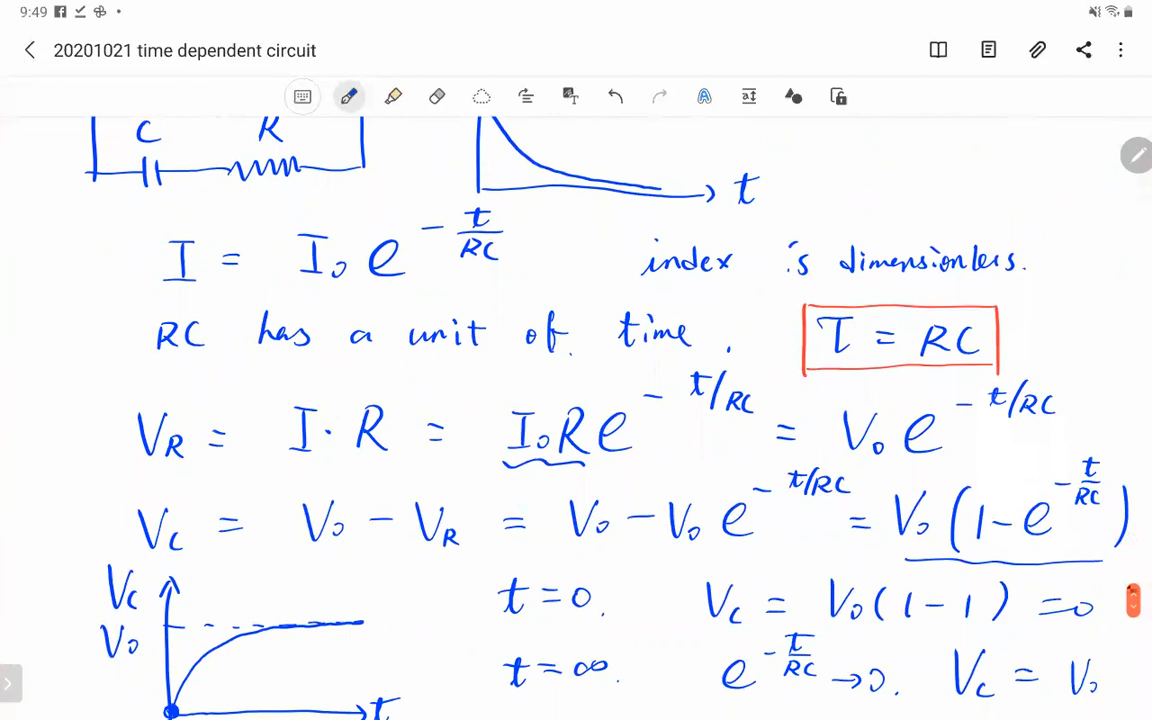 9:49
20201021 time dependent circuit
C R
t
I = I₀ e^(-t/RC) index is dimensionless.
RC has a unit of time. τ = RC
V_R = I · R = I₀R e^(-t/RC) = V₀ e^(-t/RC)
V_C = V₀ - V_R = V₀ - V₀ e^(-t/RC) = V₀ (1 - e^(-t/RC))
V_C t = 0. V_C = V₀ (1 - 1) = 0
V₀
t = ∞. e^(-t/RC) → 0. V_C = V₀
t